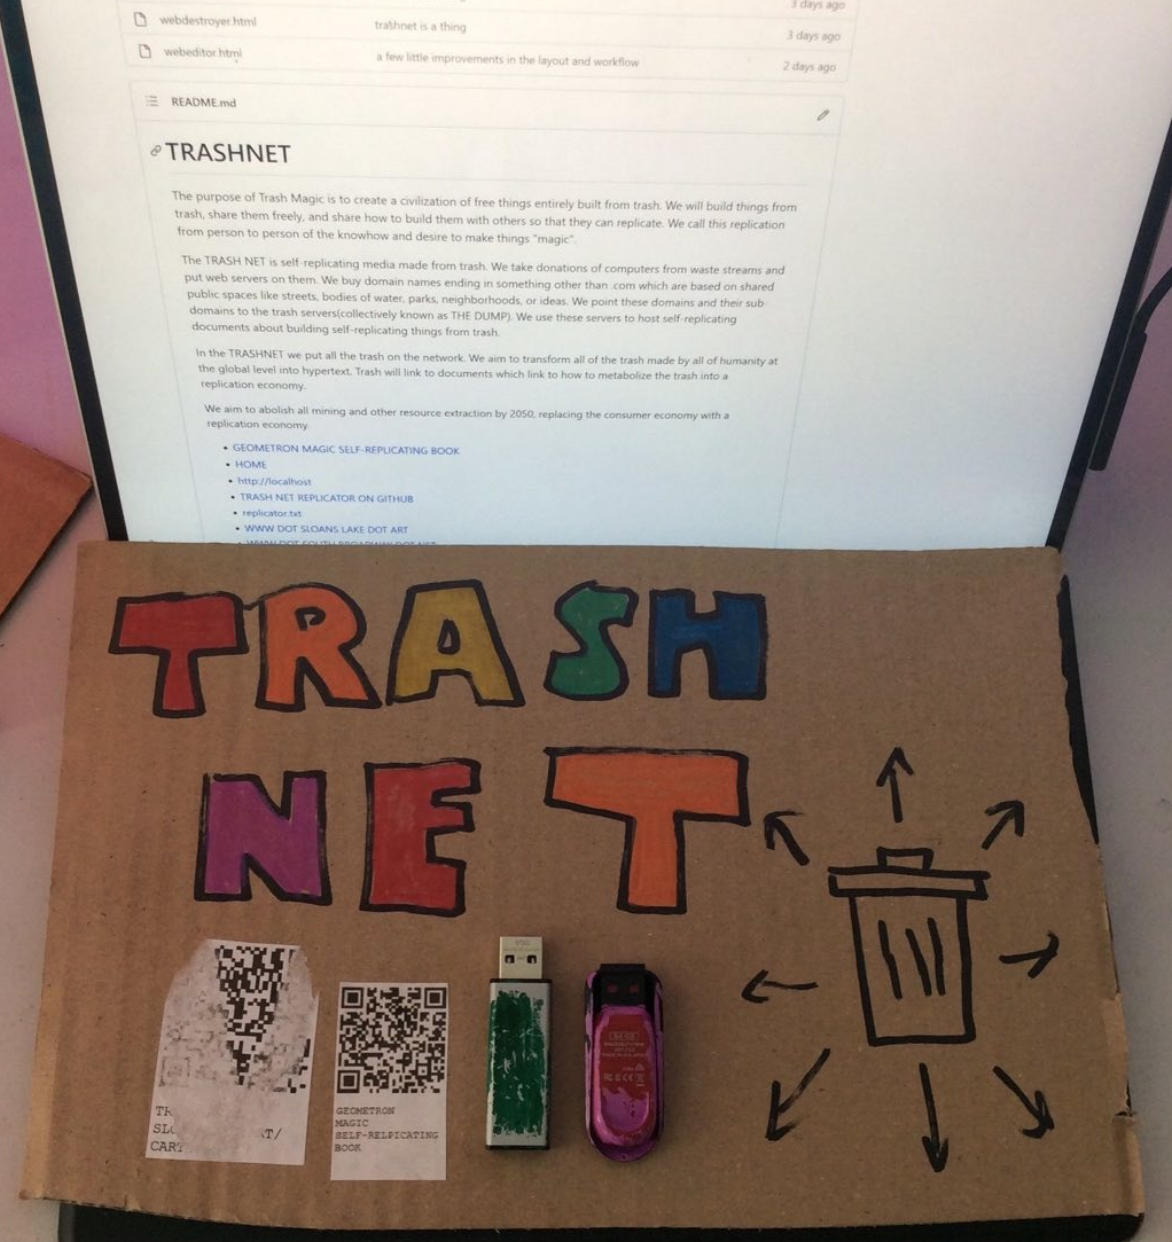 3 days ago
webdestroyer.html trashnet is a thing 3 days ago
webeditor.html a few little improvements in the layout and workflow 2 days ago
README.md
TRASHNET
The purpose of Trash Magic is to create a civilization of free things entirely built from trash. We will build things from
trash, share them freely, and share how to build them with others so that they can replicate. We call this replication
from person to person of the knowhow and desire to make things "magic".
The TRASH NET is self-replicating media made from trash. We take donations of computers from waste streams and
put web servers on them. We buy domain names ending in something other than .com which are based on shared
public spaces like streets, bodies of water, parks, neighborhoods, or ideas. We point these domains and their sub
domains to the trash servers(collectively known as THE DUMP). We use these servers to host self-replicating
documents about building self-replicating things from trash.
In the TRASHNET we put all the trash on the network. We aim to transform all of the trash made by all of humanity at
the global level into hypertext. Trash will link to documents which link to how to metabolize the trash into a
replication economy.
We aim to abolish all mining and other resource extraction by 2050, replacing the consumer economy with a
replication economy
GEOMETRON MAGIC SELF-REPLICATING BOOK
HOME
http://localhost
TRASH NET REPLICATOR ON GITHUB
replicator.txt
WWW DOT SLOANS LAKE DOT ART
WWW DOT SOUTH BROADWAY DOT NET
TRASH
NET
GEOMETRON
MAGIC
SELF-RELPICATING
BOOK